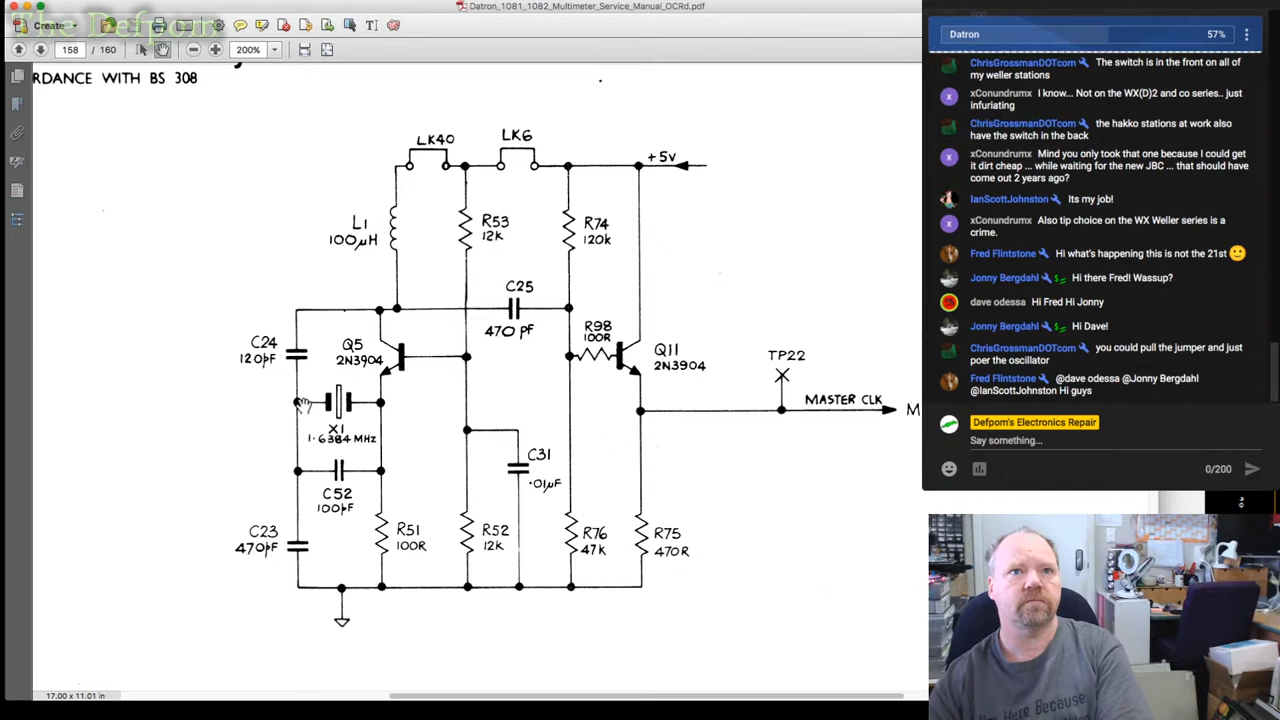 Datron_1081_1082_Multimeter_Service_Manual_OCRd.pdf
The Defpom
Create
158 / 160
200%
RDANCE WITH BS 308
LK40
LK6
+5v
L1
100µH
R53
12k
R74
120k
C25
470 pF
C24
120pF
Q5
2N3904
R98
100R
Q11
2N3904
TP22
MASTER CLK
M
X1
1.6384 MHz
C52
100pF
C31
.01µF
C23
470pF
R51
100R
R52
12k
R76
47k
R75
470R
17.00 x 11.01 in
Datron
57%
ChrisGrossmanDOTcom The switch is in the front on all of
my weller stations
xConundrumx I know... Not on the WX(D)2 and co series.. just
infuriating
ChrisGrossmanDOTcom the hakko stations at work also
have the switch in the back
xConundrumx Mind you only took that one because I could get
it dirt cheap ... while waiting for the new JBC ... that should have
come out 2 years ago?
IanScottJohnston Its my job!
xConundrumx Also tip choice on the WX Weller series is a
crime.
Fred Flintstone Hi what's happening this is not the 21st
Jonny Bergdahl Hi there Fred! Wassup?
dave odessa Hi Fred Hi Jonny
Jonny Bergdahl Hi Dave!
ChrisGrossmanDOTcom you could pull the jumper and just
poer the oscillator
Fred Flintstone @dave odessa @Jonny Bergdahl
@IanScottJohnston Hi guys
Defpom's Electronics Repair
Say something...
0/200
I'm Here Because